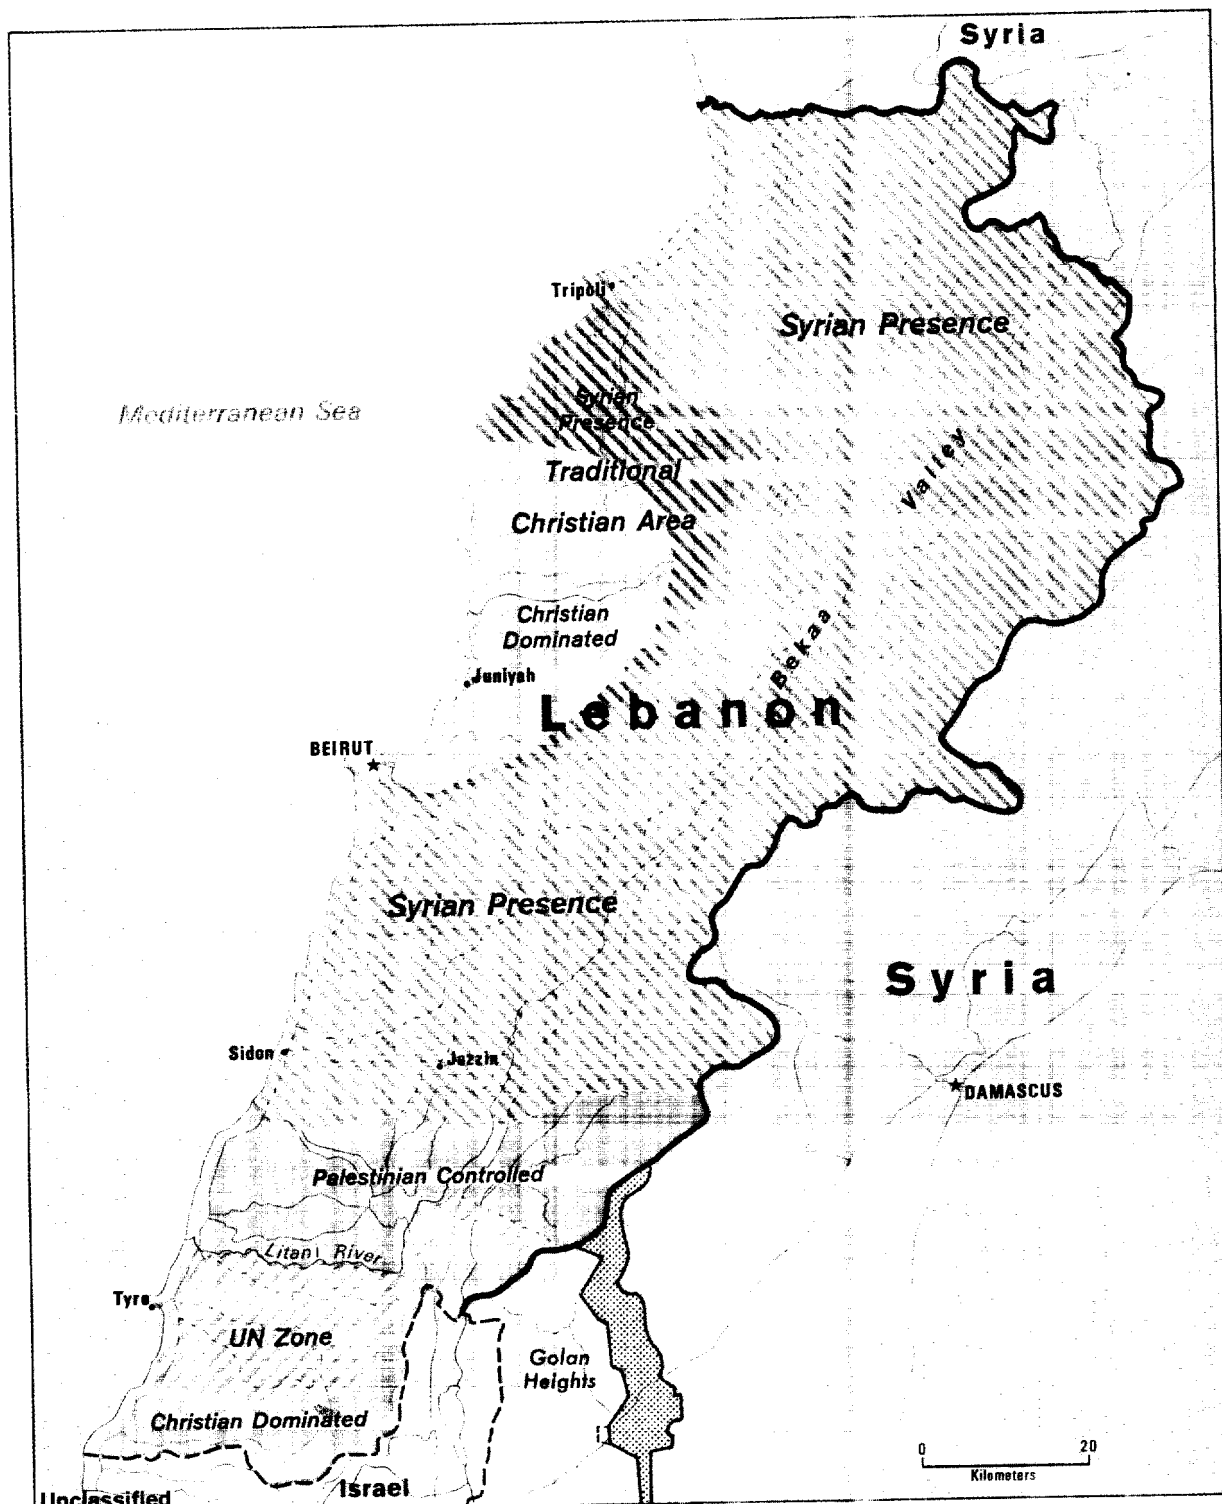 Syria
Tripoli
Syrian Presence
Syrian
Presence
Mediterranean Sea
Traditional
Christian Area
Valley
Christian
Dominated
Bekaa
Juniyah
Lebanon
BEIRUT
Syrian Presence
Syria
Sidon
Jazzin
DAMASCUS
Palestinian Controlled
Litani River
Tyre
UN Zone
Golan
Heights
Christian Dominated
0 20
Kilometers
Israel
Unclassified